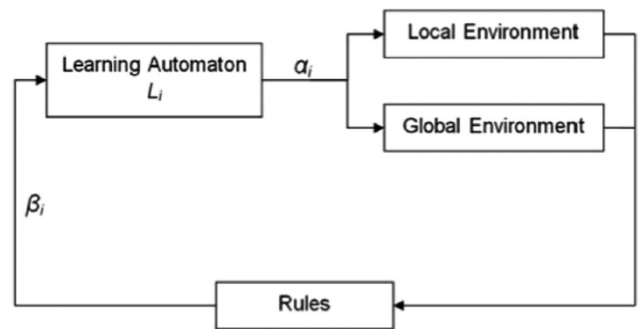 Local Environment
Learning Automaton
Lᵢ
αᵢ
Global Environment
βᵢ
Rules